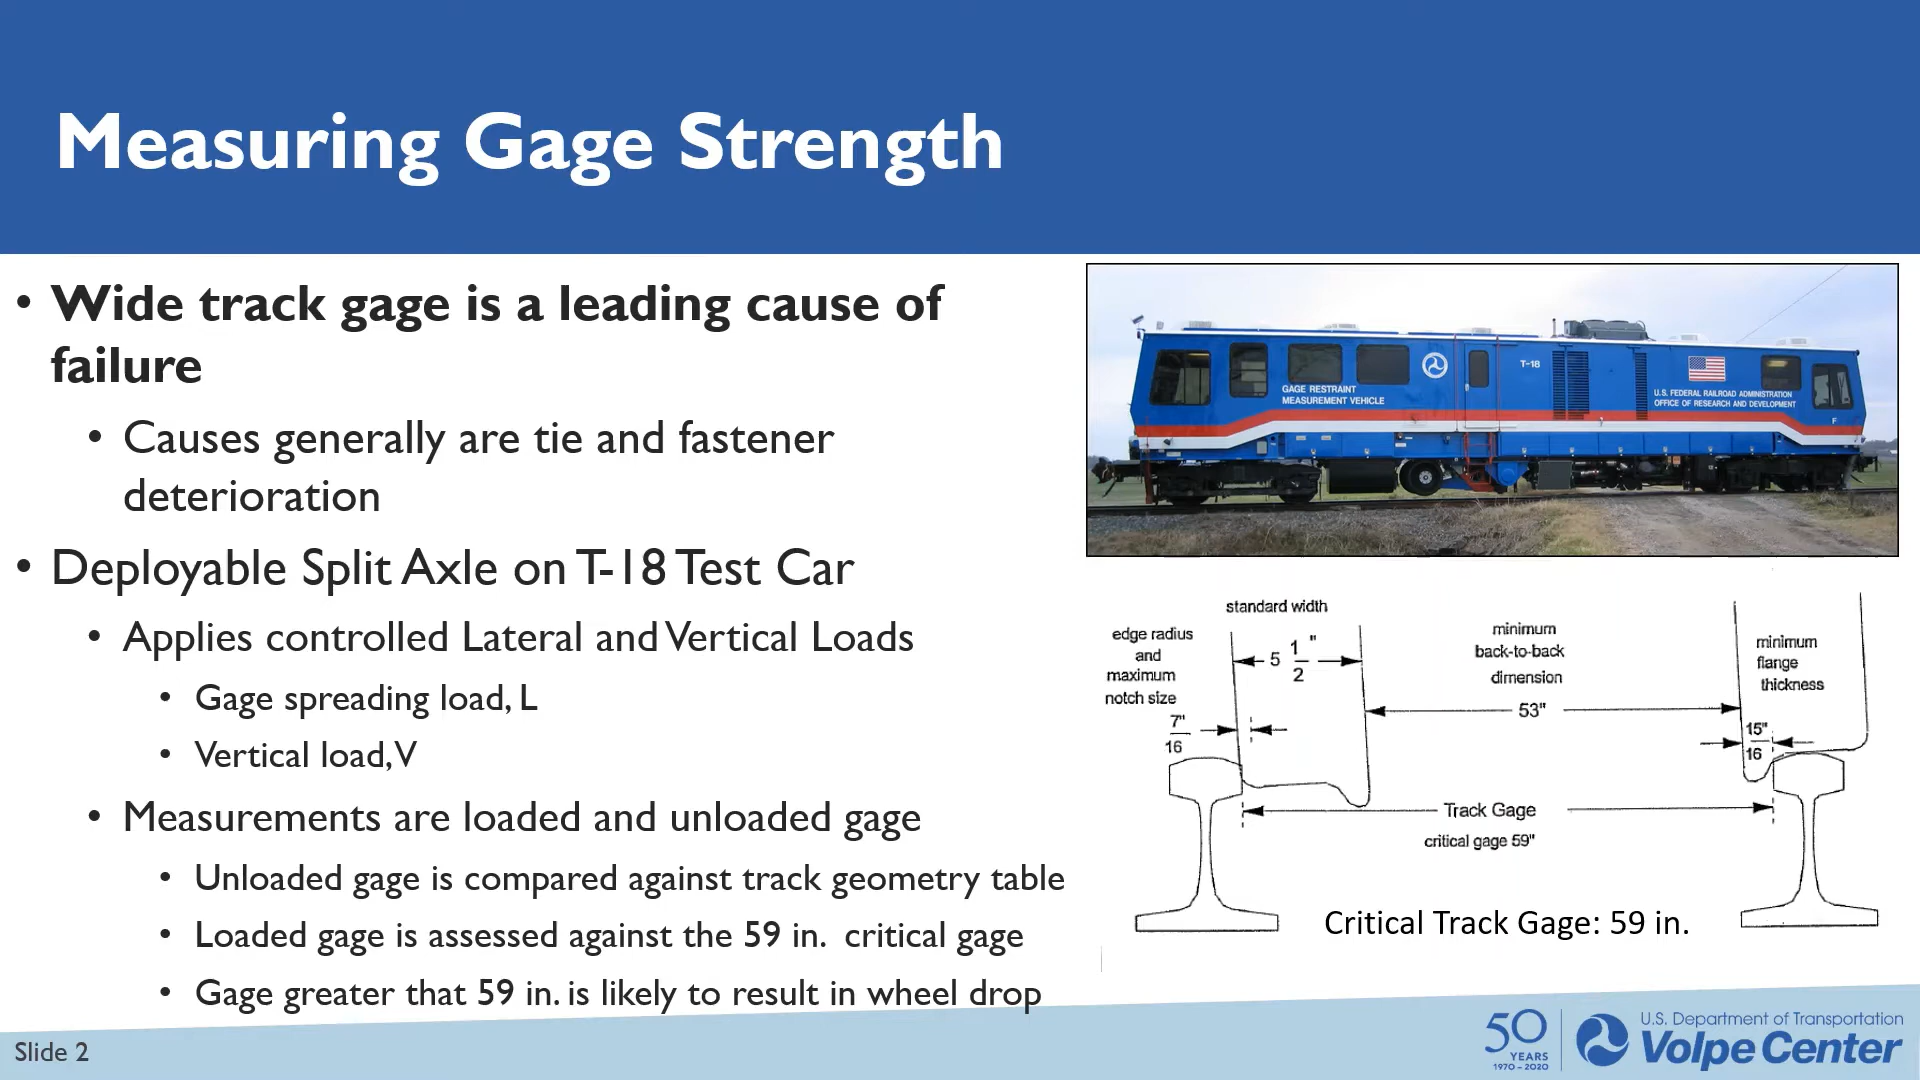 Measuring Gage Strength
• Wide track gage is a leading cause of
failure
• Causes generally are tie and fastener
deterioration
• Deployable Split Axle on T-18 Test Car
• Applies controlled Lateral and Vertical Loads
• Gage spreading load, L
• Vertical load, V
• Measurements are loaded and unloaded gage
• Unloaded gage is compared against track geometry table
• Loaded gage is assessed against the 59 in. critical gage
• Gage greater that 59 in. is likely to result in wheel drop
GAGE RESTRAINT
MEASUREMENT VEHICLE
T-18
U.S. FEDERAL RAILROAD ADMINISTRATION
OFFICE OF RESEARCH AND DEVELOPMENT
F
standard width
5 1/2"
edge radius
and
maximum
notch size
7"/16
minimum
back-to-back
dimension
53"
minimum
flange
thickness
15"/16
Track Gage
critical gage 59"
Critical Track Gage: 59 in.
Slide 2
50
YEARS
1970 – 2020
U.S. Department of Transportation
Volpe Center